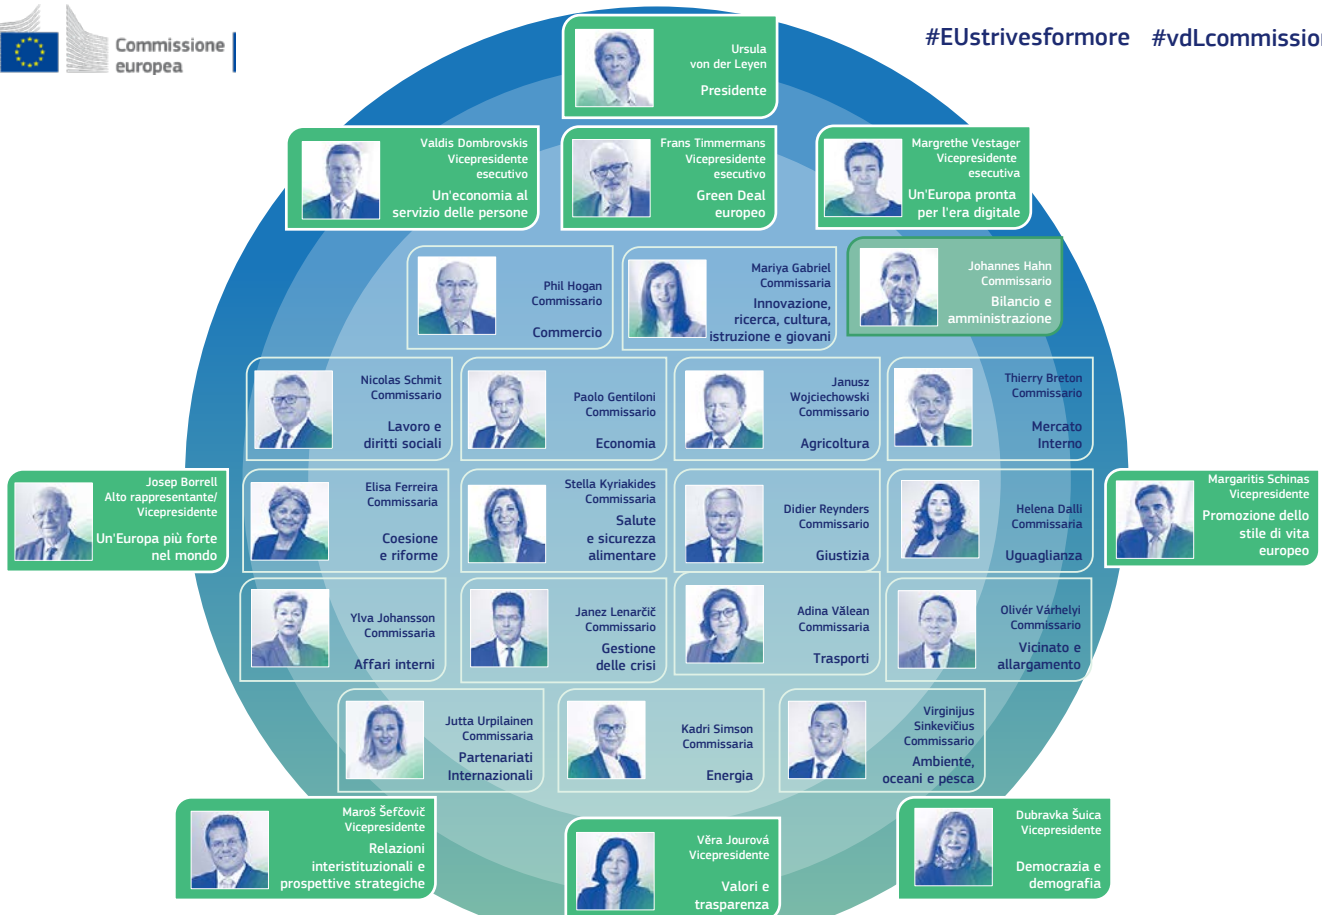 Commissione
europea
#EUstrivesformore #vdLcommission
Ursula
von der Leyen
Presidente
Valdis Dombrovskis
Vicepresidente
esecutivo
Un'economia al
servizio delle persone
Frans Timmermans
Vicepresidente
esecutivo
Green Deal
europeo
Margrethe Vestager
Vicepresidente
esecutiva
Un'Europa pronta
per l'era digitale
Phil Hogan
Commissario
Commercio
Mariya Gabriel
Commissaria
Innovazione,
ricerca, cultura,
istruzione e giovani
Johannes Hahn
Commissario
Bilancio e
amministrazione
Nicolas Schmit
Commissario
Lavoro e
diritti sociali
Paolo Gentiloni
Commissario
Economia
Janusz
Wojciechowski
Commissario
Agricoltura
Thierry Breton
Commissario
Mercato
Interno
Josep Borrell
Alto rappresentante/
Vicepresidente
Un'Europa più forte
nel mondo
Elisa Ferreira
Commissaria
Coesione
e riforme
Stella Kyriakides
Commissaria
Salute
e sicurezza
alimentare
Didier Reynders
Commissario
Giustizia
Helena Dalli
Commissaria
Uguaglianza
Margaritis Schinas
Vicepresidente
Promozione dello
stile di vita
europeo
Ylva Johansson
Commissaria
Affari interni
Janez Lenarčič
Commissario
Gestione
delle crisi
Adina Vălean
Commissaria
Trasporti
Olivér Várhelyi
Commissario
Vicinato e
allargamento
Jutta Urpilainen
Commissaria
Partenariati
Internazionali
Kadri Simson
Commissaria
Energia
Virginijus
Sinkevičius
Commissario
Ambiente,
oceani e pesca
Maroš Šefčovič
Vicepresidente
Relazioni
interistituzionali e
prospettive strategiche
Věra Jourová
Vicepresidente
Valori e
trasparenza
Dubravka Šuica
Vicepresidente
Democrazia e
demografia